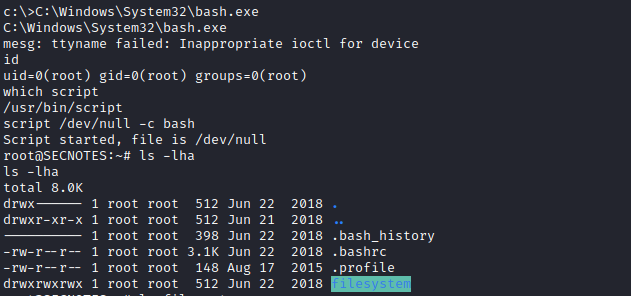 c:\>C:\Windows\System32\bash.exe
C:\Windows\System32\bash.exe
mesg: ttyname failed: Inappropriate ioctl for device
id
uid=0(root) gid=0(root) groups=0(root)
which script
/usr/bin/script
script /dev/null -c bash
Script started, file is /dev/null
root@SECNOTES:~# ls -lha
ls -lha
total 8.0K
drwx------ 1 root root  512 Jun 22  2018 .
drwxr-xr-x 1 root root  512 Jun 21  2018 ..
---------- 1 root root  398 Jun 22  2018 .bash_history
-rw-r--r-- 1 root root 3.1K Jun 22  2018 .bashrc
-rw-r--r-- 1 root root  148 Aug 17  2015 .profile
drwxrwxrwx 1 root root  512 Jun 22  2018 filesystem